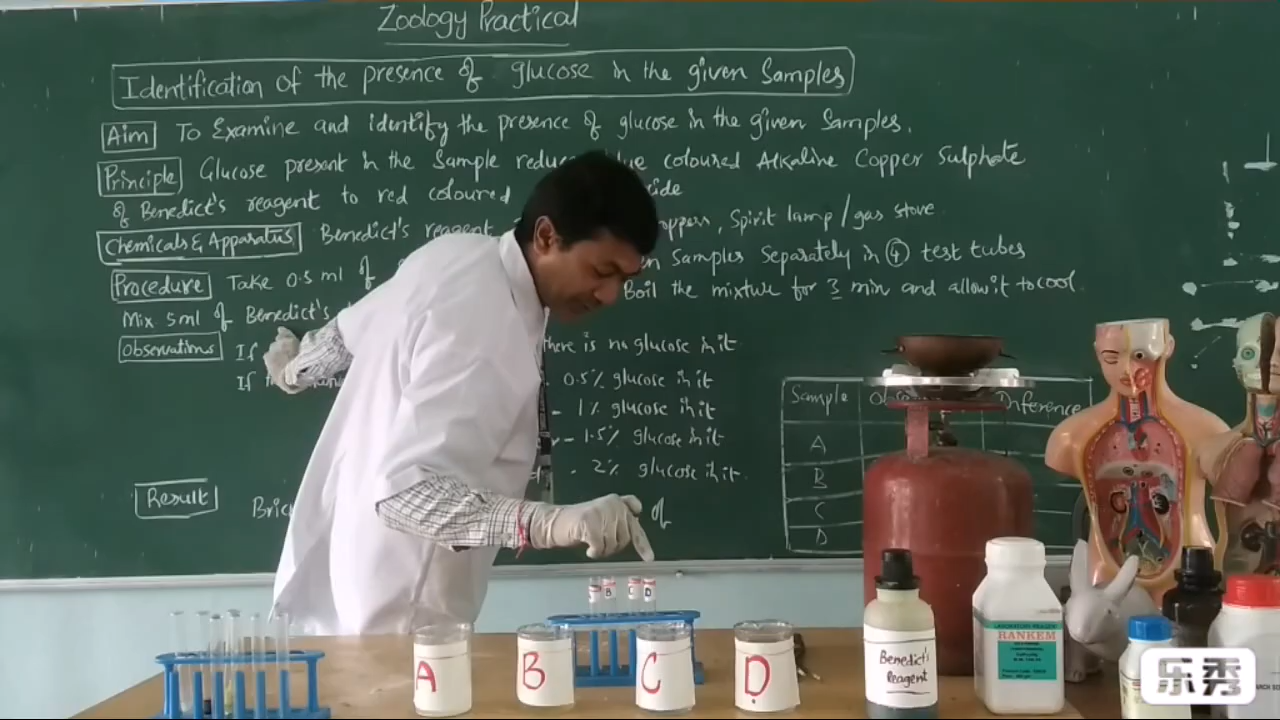 Zoology Practical
Identification of the presence of glucose in the given Samples
Aim To Examine and identify the presence of glucose in the given Samples.
Principle Glucose present in the Sample coloured Alkaline Copper Sulphate
of Benedict's reagent to red coloured
Chemicals & Apparatus Benedict's reagent Spirit lamp / gas stove
Procedure Take 0.5 ml of Samples Separately in ④ test tubes
Mix 5ml of Benedict's Boil the mixture for 3 min and allow it to cool.
Observations If there is no glucose in it
If 0.5% glucose in it
- 1% glucose in it
- 1.5% glucose in it
- 2% glucose in it.
Result of
Sample Diference
A
B
C
D
B D
A B C D
Benedict's
Reagent
LABORATORY REAGENT
RANKEM
乐秀